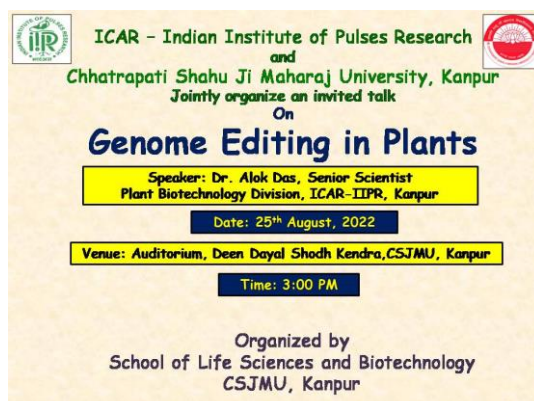 ICAR – Indian Institute of Pulses Research
and
Chhatrapati Shahu Ji Maharaj University, Kanpur
Jointly organize an invited talk
On
Genome Editing in Plants
Speaker: Dr. Alok Das, Senior Scientist
Plant Biotechnology Division, ICAR-IIPR, Kanpur
Date: 25th August, 2022
Venue: Auditorium, Deen Dayal Shodh Kendra,CSJMU, Kanpur
Time: 3:00 PM
Organized by
School of Life Sciences and Biotechnology
CSJMU, Kanpur